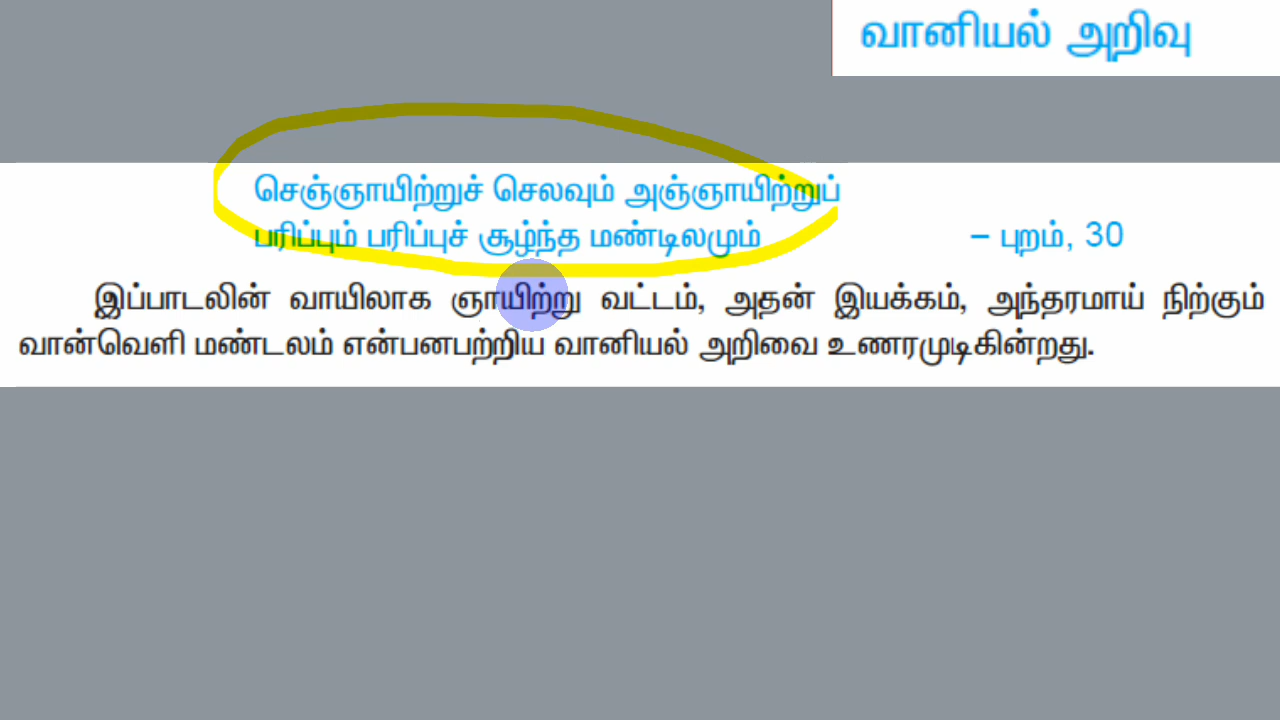 வானியல் அறிவு
செஞ்ஞாயிற்றுச் செலவும் அஞ்ஞாயிற்றுப்
பரிப்பும் பரிப்புச் சூழ்ந்த மண்டிலமும் – புறம், 30
இப்பாடலின் வாயிலாக ஞாயிற்று வட்டம், அதன் இயக்கம், அந்தரமாய் நிற்கும்
வான்வெளி மண்டலம் என்பனபற்றிய வானியல் அறிவை உணரமுடிகின்றது.